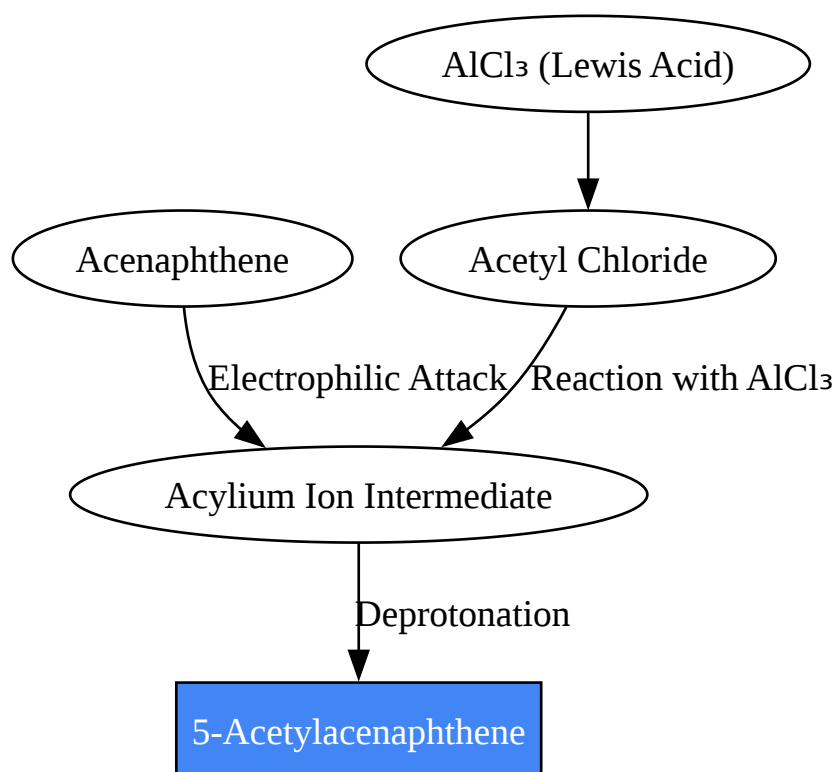 AlCl₃ (Lewis Acid)
Acenaphthene
Acetyl Chloride
Electrophilic Attack
Reaction with AlCl₃
Acylium Ion Intermediate
Deprotonation
5-Acetylacenaphthene